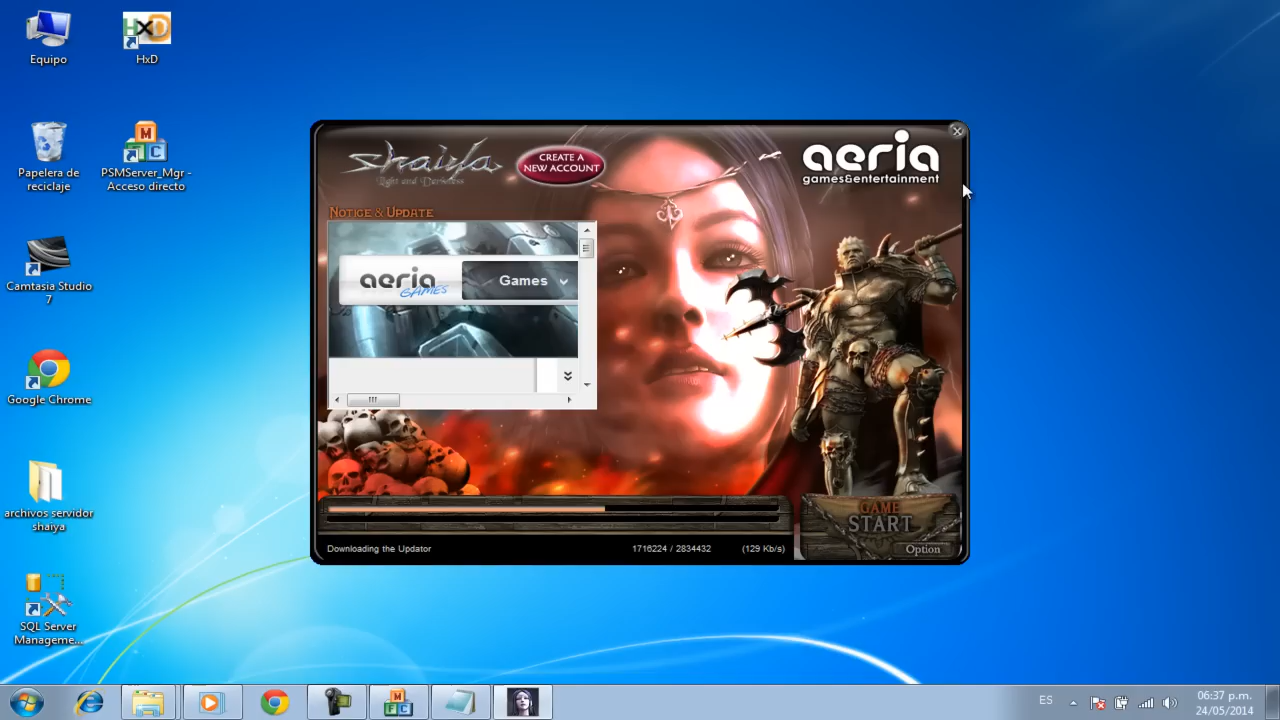 Equipo
HxD
Papelera de
reciclaje
PSMServer_Mgr -
Acceso directo
Camtasia Studio
7
Google Chrome
archivos servidor
shaiya
SQL Server
Manageme...
shaiya
Light and Darkness
CREATE A
NEW ACCOUNT
aeria
games&entertainment
NOTICE & UPDATE
aeria
GAMES
Games
GAME
START
Option
Downloading the Updator
1716224 / 2834432
(129 Kb/s)
ES
06:37 p.m.
24/05/2014